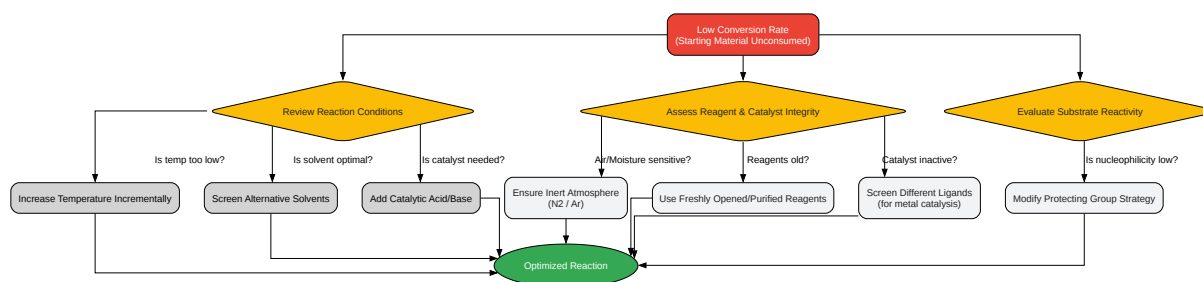 Low Conversion Rate
(Starting Material Unconsumed)
Review Reaction Conditions
Assess Reagent & Catalyst Integrity
Evaluate Substrate Reactivity
Is temp too low?
Is solvent optimal?
Is catalyst needed?
Air/Moisture sensitive?
Reagents old?
Catalyst inactive?
Is nucleophilicity low?
Increase Temperature Incrementally
Screen Alternative Solvents
Add Catalytic Acid/Base
Ensure Inert Atmosphere
(N2 / Ar)
Use Freshly Opened/Purified Reagents
Screen Different Ligands
(for metal catalysis)
Modify Protecting Group Strategy
Optimized Reaction